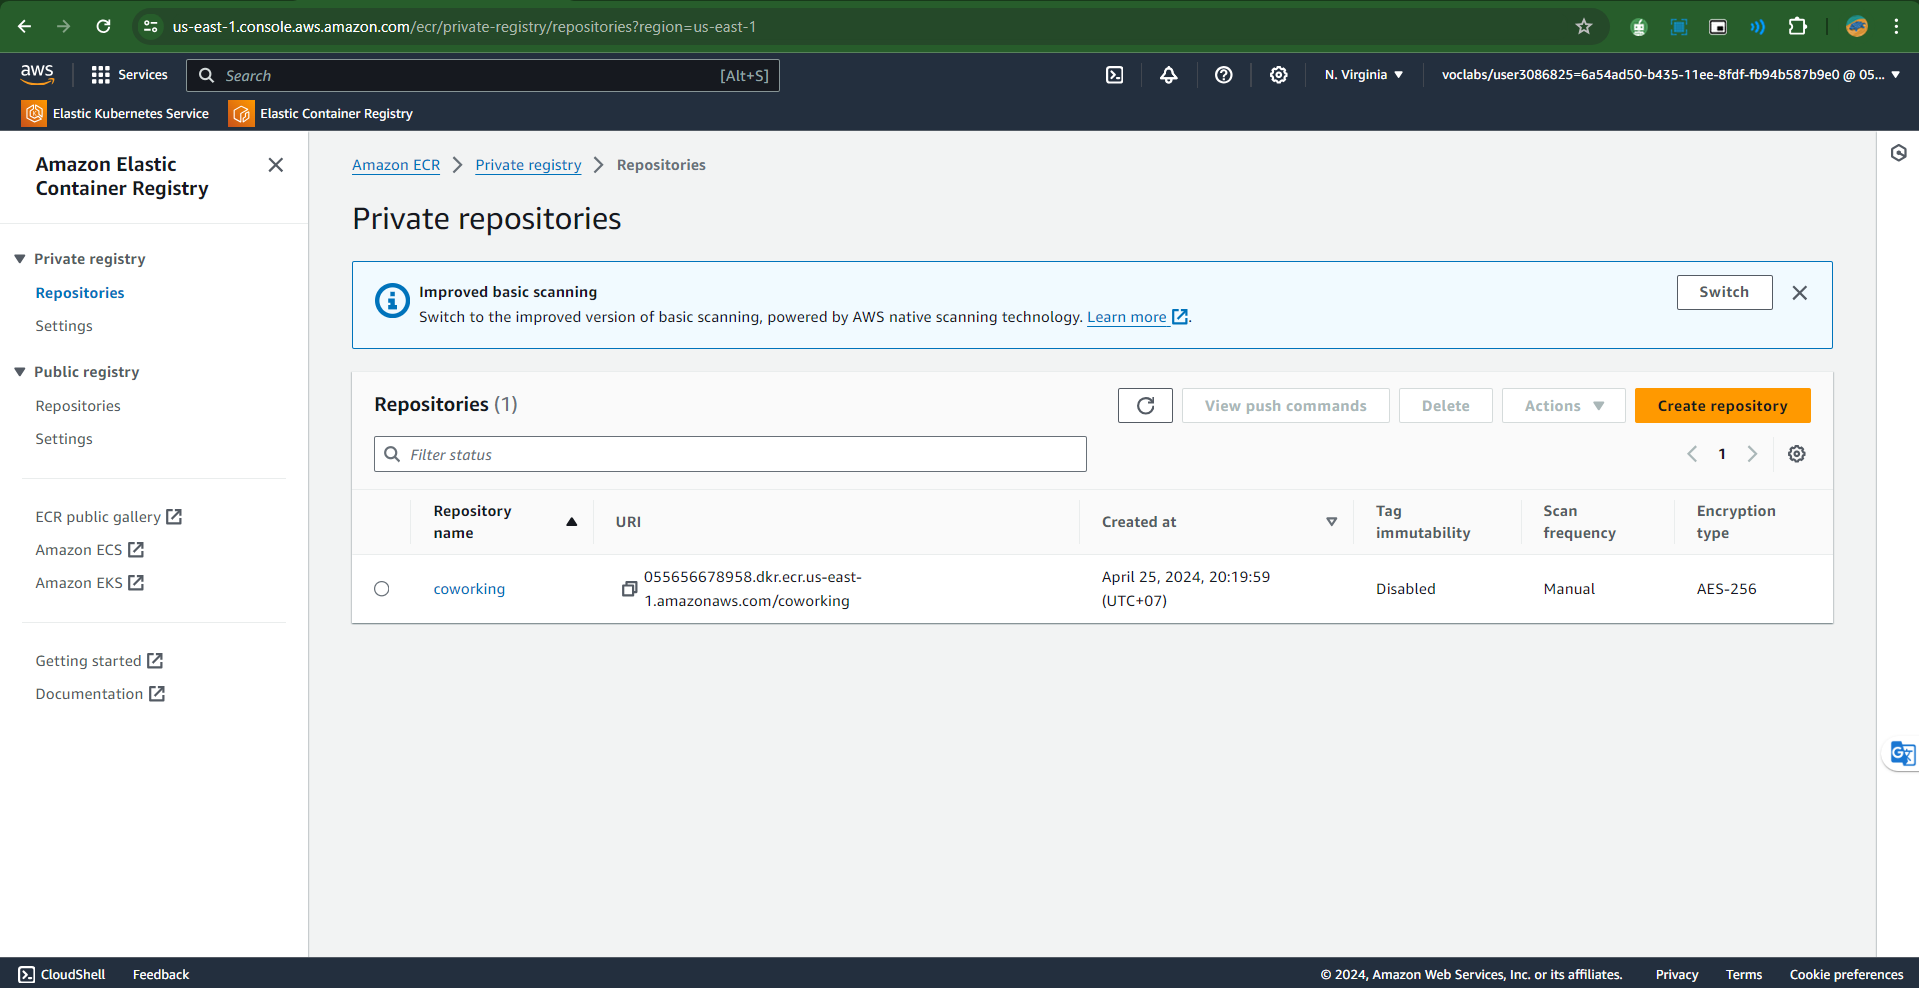 us-east-1.console.aws.amazon.com/ecr/private-registry/repositories?region=us-east-1
aws
Services
Search
[Alt+S]
N. Virginia
voclabs/user3086825=6a54ad50-b435-11ee-8fdf-fb94b587b9e0 @ 05...
Elastic Kubernetes Service
Elastic Container Registry
Amazon Elastic
Container Registry
Private registry
Repositories
Settings
Public registry
Repositories
Settings
ECR public gallery
Amazon ECS
Amazon EKS
Getting started
Documentation
Amazon ECR
Private registry
Repositories
Private repositories
Improved basic scanning
Switch to the improved version of basic scanning, powered by AWS native scanning technology. Learn more.
Switch
Repositories (1)
View push commands
Delete
Actions
Create repository
Filter status
1
Repository
name
URI
Created at
Tag
immutability
Scan
frequency
Encryption
type
coworking
055656678958.dkr.ecr.us-east-
1.amazonaws.com/coworking
April 25, 2024, 20:19:59
(UTC+07)
Disabled
Manual
AES-256
CloudShell
Feedback
© 2024, Amazon Web Services, Inc. or its affiliates.
Privacy
Terms
Cookie preferences